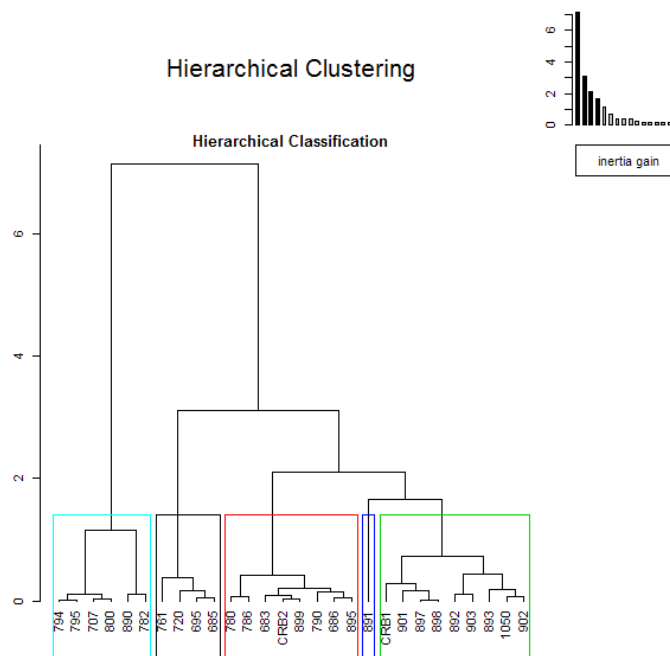 6
4
2
0
Hierarchical Clustering
inertia gain
Hierarchical Classification
6
4
2
0
794 795 707 800 890 782 761 720 695 685 780 786 683 CRB2 899 790 686 895 891 CRB1 901 897 898 892 903 893 1050 902